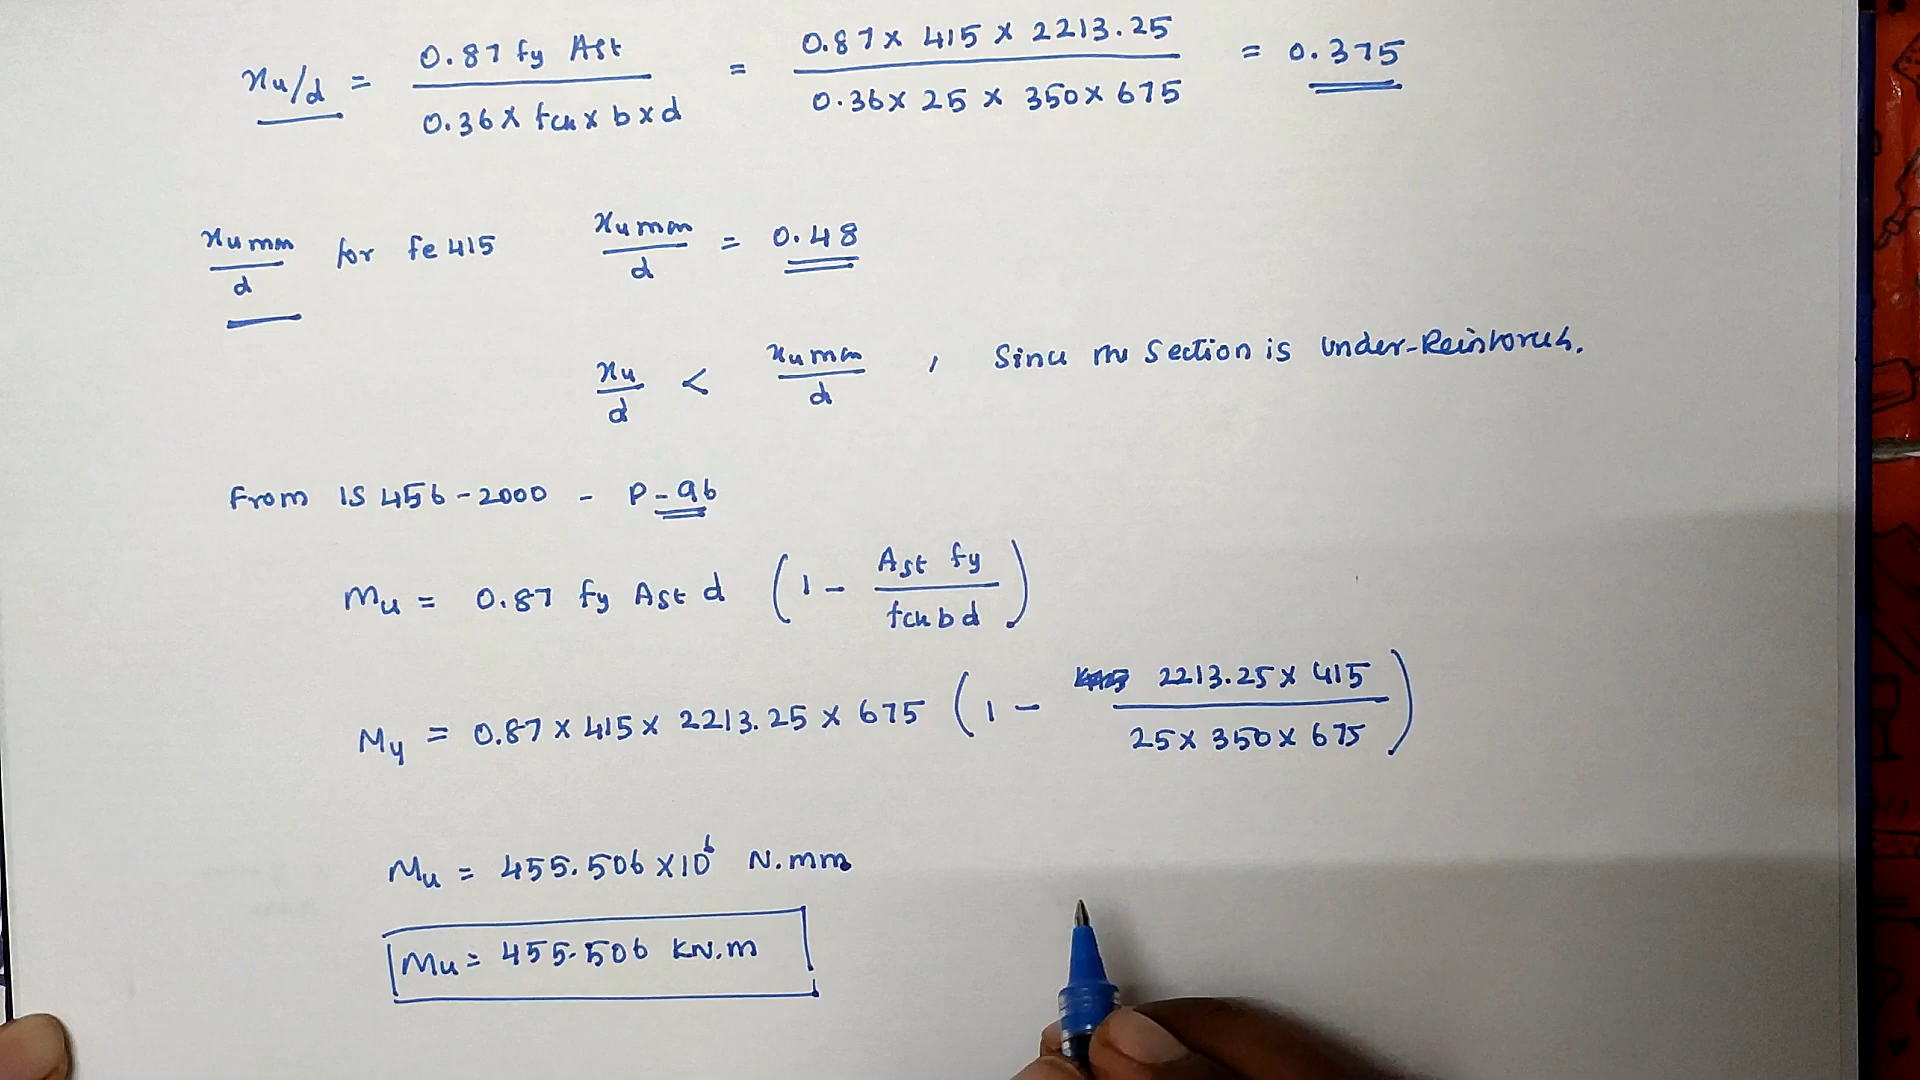 xu/d = 0.87 fy Ast / 0.36 x fck x b x d = 0.87 x 415 x 2213.25 / 0.36 x 25 x 350 x 675 = 0.375
xumax/d for fe 415 xumax/d = 0.48
xu/d < xumax/d , Since the Section is Under-Reinforced.
From IS 456-2000 - P-96
Mu = 0.87 fy Ast d (1 - Ast fy / fck b d)
Mu = 0.87 x 415 x 2213.25 x 675 (1 - 2213.25 x 415 / 25 x 350 x 675)
Mu = 455.506 x 10⁶ N.mm
Mu = 455.506 kN.m